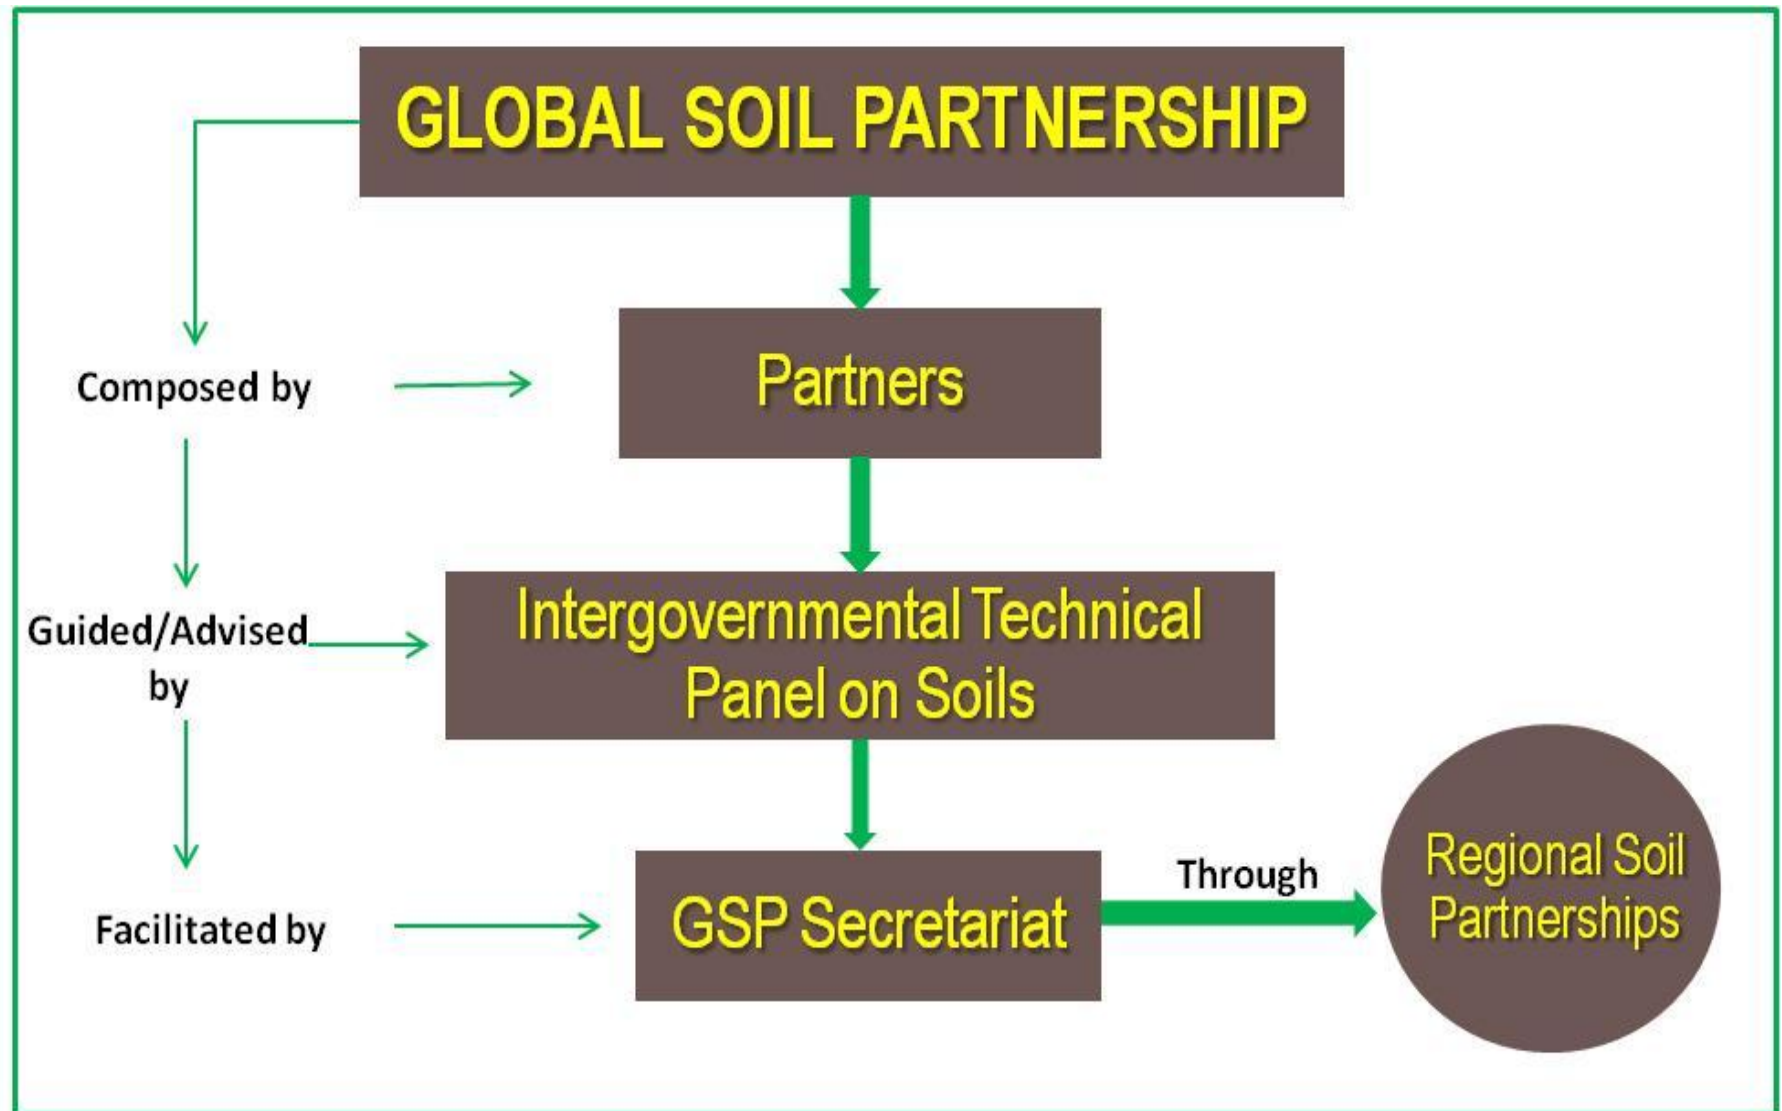 GLOBAL SOIL PARTNERSHIP
Composed by
Partners
Guided/Advised
by
Intergovernmental Technical
Panel on Soils
Facilitated by
GSP Secretariat
Through
Regional Soil
Partnerships